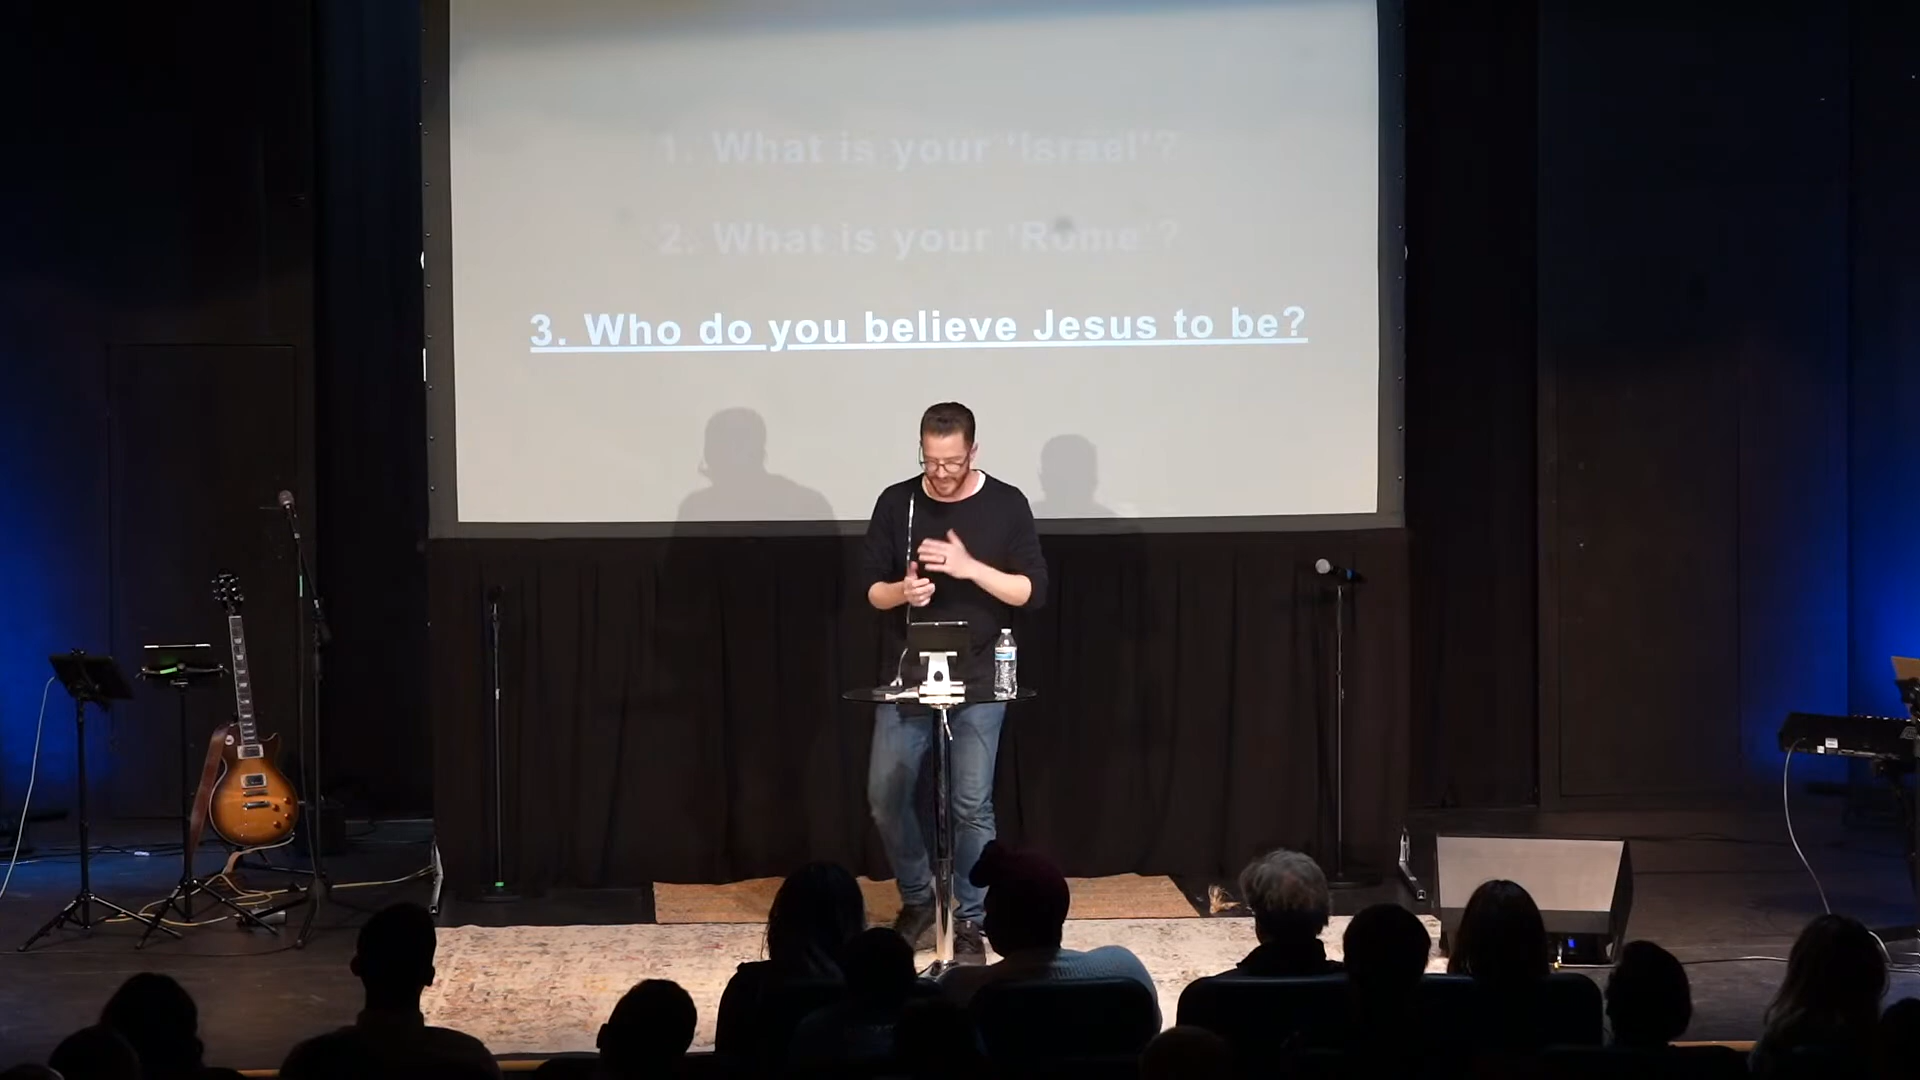 1. What is your 'Israel'?
2. What is your 'Rome'?
3. Who do you believe Jesus to be?